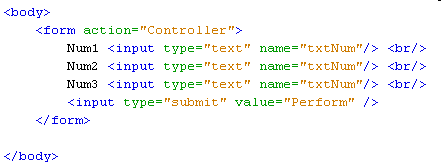 <body>
<form action="Controller">
Num1 <input type="text" name="txtNum"/> <br/>
Num2 <input type="text" name="txtNum"/> <br/>
Num3 <input type="text" name="txtNum"/> <br/>
<input type="submit" value="Perform" />
</form>
</body>